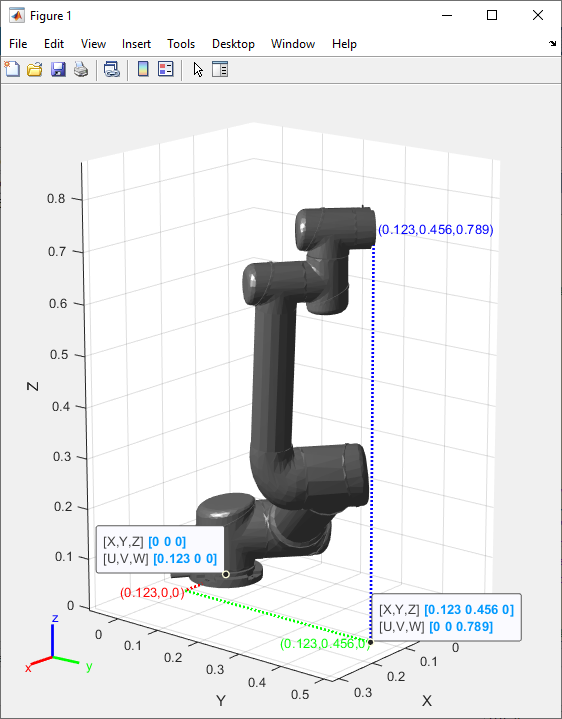 Figure 1
File Edit View Insert Tools Desktop Window Help
0.8
0.7
0.6
0.5
0.4
0.3
0.2
0.1
0
Z
(0.123,0.456,0.789)
[X,Y,Z] [0 0 0]
[U,V,W] [0.123 0 0]
(0.123,0,0)
[X,Y,Z] [0.123 0.456 0]
[U,V,W] [0 0 0.789]
(0.123,0.456,0)
0
0.1
0.2
0.3
0.4
0.5
Y
0.3
0.2
0.1
0
X
z
x
y